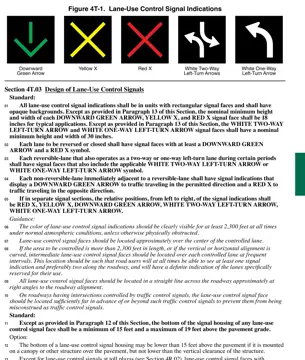 Figure 4T-1. Lane-Use Control Signal Indications
Downward
Green Arrow
Yellow X
Red X
White Two-Way
Left-Turn Arrows
White One-Way
Left-Turn Arrow
Section 4T.03 Design of Lane-Use Control Signals
Standard:
01 All lane-use control signal indications shall be in units with rectangular signal faces and shall have
opaque backgrounds. Except as provided in Paragraph 13 of this Section, the nominal minimum height
and width of each DOWNWARD GREEN ARROW, YELLOW X, and RED X signal face shall be 18
inches for typical applications. Except as provided in Paragraph 13 of this Section, the WHITE TWO-WAY
LEFT-TURN ARROW and WHITE ONE-WAY LEFT-TURN ARROW signal faces shall have a nominal
minimum height and width of 30 inches.
02 Each lane to be reversed or closed shall have signal faces with at least a DOWNWARD GREEN
ARROW and a RED X symbol.
03 Each reversible-lane that also operates as a two-way or one-way left-turn lane during certain periods
shall have signal faces that also include the applicable WHITE TWO-WAY LEFT-TURN ARROW or
WHITE ONE-WAY LEFT-TURN ARROW symbol.
04 Each non-reversible-lane immediately adjacent to a reversible-lane shall have signal indications that
display a DOWNWARD GREEN ARROW to traffic traveling in the permitted direction and a RED X to
traffic traveling in the opposite direction.
05 If in separate signal sections, the relative positions, from left to right, of the signal indications shall
be RED X, YELLOW X, DOWNWARD GREEN ARROW, WHITE TWO-WAY LEFT-TURN ARROW,
WHITE ONE-WAY LEFT-TURN ARROW.
Guidance:
06 The color of lane-use control signal indications should be clearly visible for at least 2,300 feet at all times
under normal atmospheric conditions, unless otherwise physically obstructed.
07 Lane-use control signal faces should be located approximately over the center of the controlled lane.
08 If the area to be controlled is more than 2,300 feet in length, or if the vertical or horizontal alignment is
curved, intermediate lane-use control signal faces should be located over each controlled lane at frequent
intervals. This location should be such that road users will at all times be able to see at least one signal
indication and preferably two along the roadway, and will have a definite indication of the lanes specifically
reserved for their use.
09 All lane-use control signal faces should be located in a straight line across the roadway approximately at
right angles to the roadway alignment.
10 On roadways having intersections controlled by traffic control signals, the lane-use control signal face
should be located sufficiently far in advance of or beyond such traffic control signals to prevent them from being
misconstrued as traffic control signals.
Standard:
11 Except as provided in Paragraph 12 of this Section, the bottom of the signal housing of any lane-use
control signal face shall be a minimum of 15 feet and a maximum of 19 feet above the pavement grade.
Option:
12 The bottom of a lane-use control signal housing may be lower than 15 feet above the pavement if it is mounted
on a canopy or other structure over the pavement, but not lower than the vertical clearance of the structure.